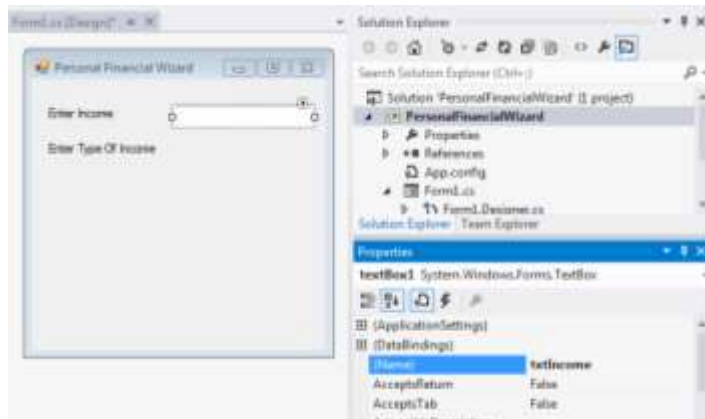 Form1.cs [Design]*
Personal Financial Wizard
Enter Income
Enter Type Of Income
Solution Explorer
Search Solution Explorer (Ctrl+;)
Solution 'PersonalFinancialWizard' (1 project)
PersonalFinancialWizard
Properties
References
App.config
Form1.cs
Form1.Designer.cs
Solution Explorer Team Explorer
Properties
textBox1 System.Windows.Forms.TextBox
(ApplicationSettings)
(DataBindings)
(Name) txtIncome
AcceptsReturn False
AcceptsTab False